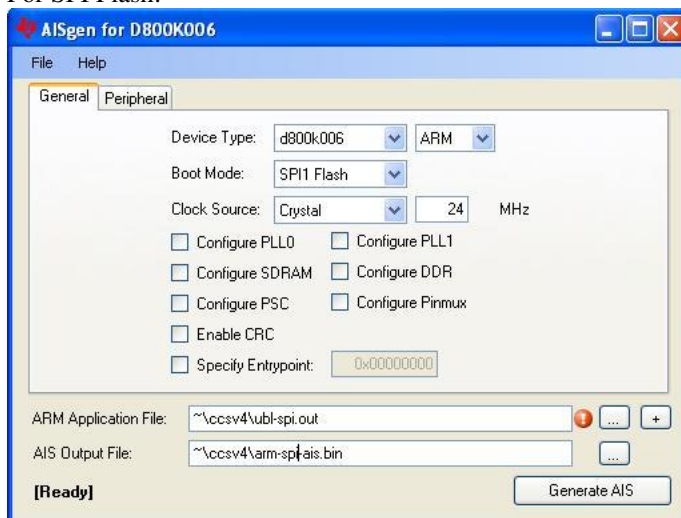 For SPI Flash:
AISgen for D800K006
File Help
General Peripheral
Device Type: d800k006 ARM
Boot Mode: SPI1 Flash
Clock Source: Crystal 24 MHz
Configure PLL0 Configure PLL1
Configure SDRAM Configure DDR
Configure PSC Configure Pinmux
Enable CRC
Specify Entrypoint: 0x00000000
ARM Application File: ~\ccsv4\ubl-spi.out ... +
AIS Output File: ~\ccsv4\arm-spi-ais.bin ...
[Ready] Generate AIS